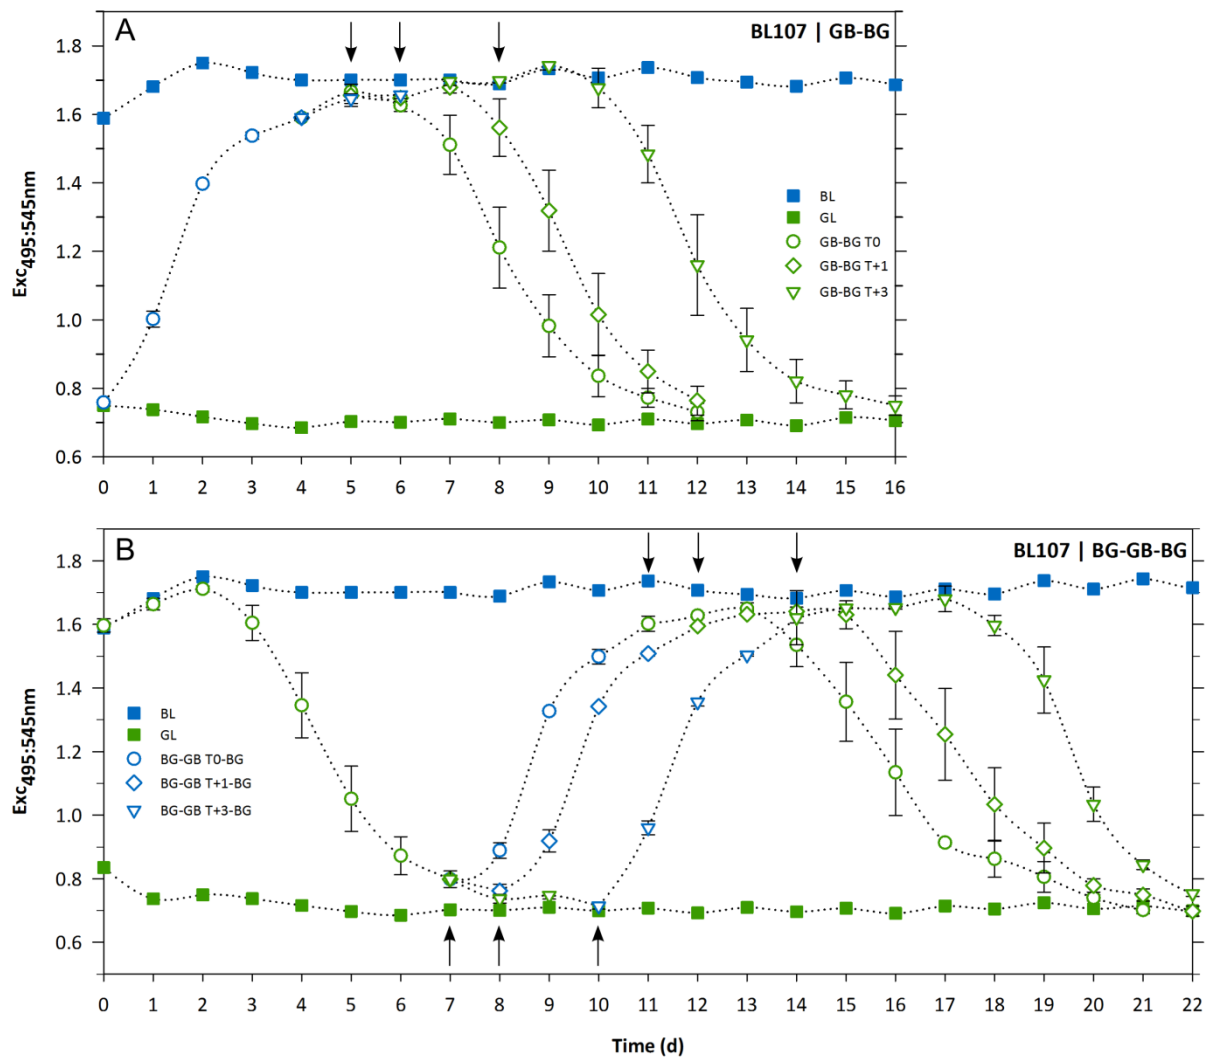 A
BL107 | GB-BG
1.8
1.6
1.4
1.2
1.0
0.8
0.6
Exc495:545nm
BL
GL
GB-BG T0
GB-BG T+1
GB-BG T+3
0 1 2 3 4 5 6 7 8 9 10 11 12 13 14 15 16
B
BL107 | BG-GB-BG
1.8
1.6
1.4
1.2
1.0
0.8
0.6
Exc495:545nm
BL
GL
BG-GB T0-BG
BG-GB T+1-BG
BG-GB T+3-BG
0 1 2 3 4 5 6 7 8 9 10 11 12 13 14 15 16 17 18 19 20 21 22
Time (d)